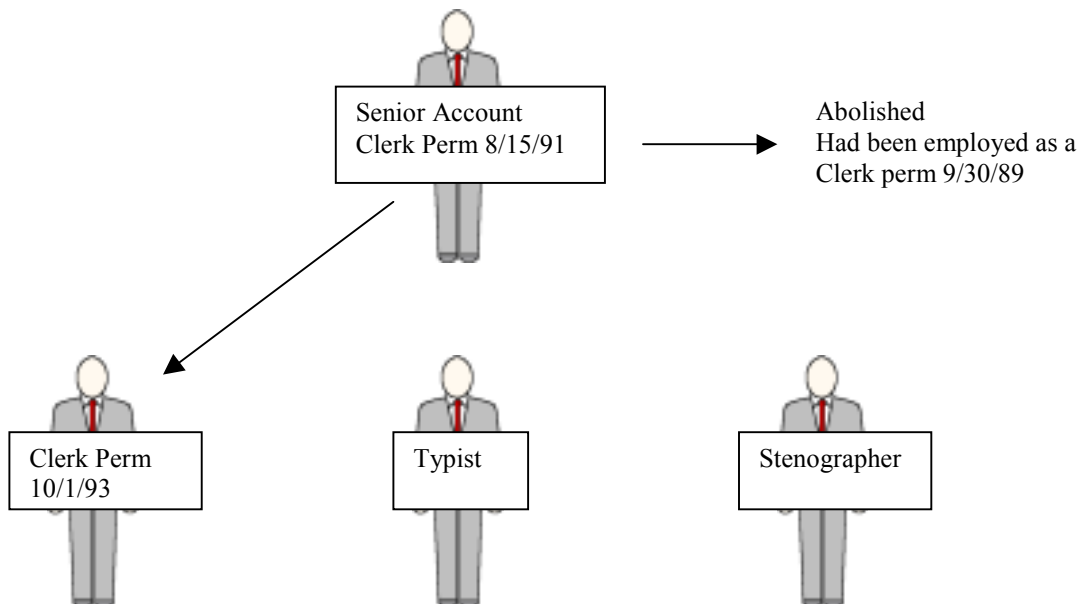 Senior Account
Clerk Perm 8/15/91
Abolished
Had been employed as a
Clerk perm 9/30/89
Clerk Perm
10/1/93
Typist
Stenographer